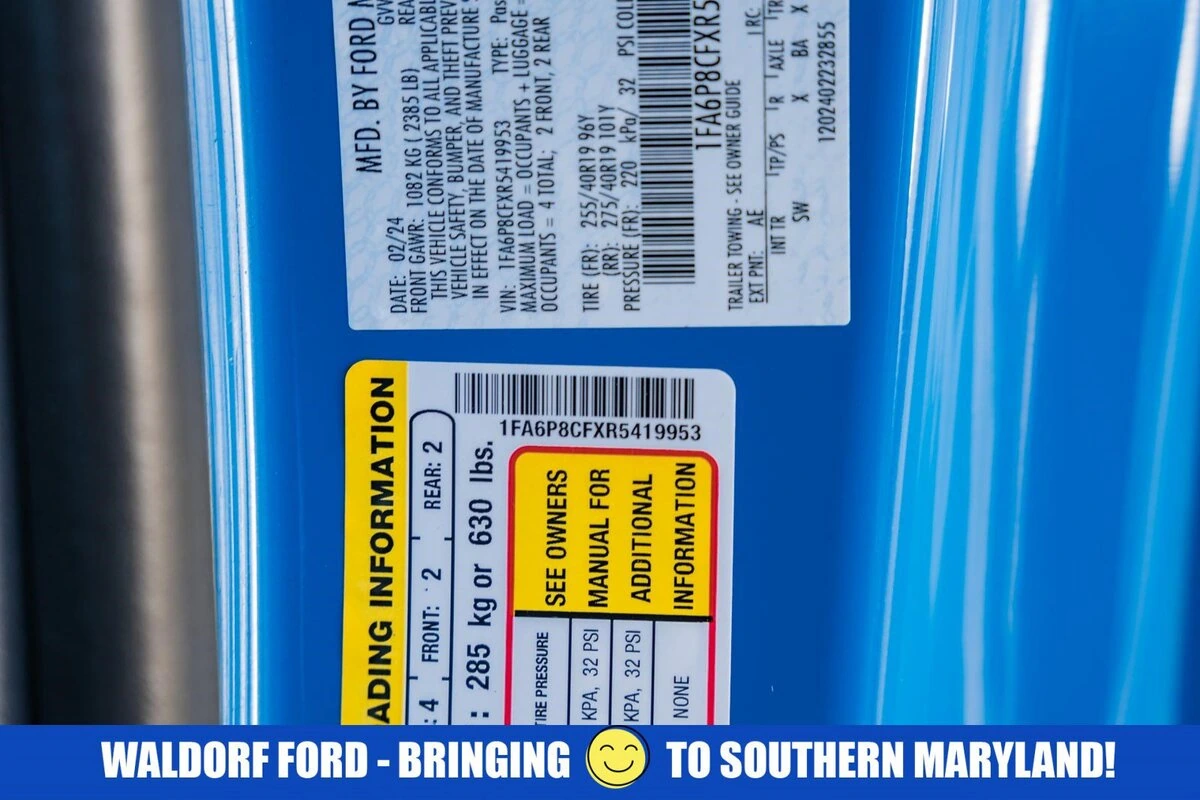 MFD. BY FORD
DATE: 02/24
FRONT GAWR: 1082 KG ( 2385 LB)
THIS VEHICLE CONFORMS TO ALL APPLICABLE
VEHICLE SAFETY, BUMPER, AND THEFT
IN EFFECT ON THE DATE OF MANUFACTURE
VIN: 1FA6P8CFXR5419953 TYPE:
MAXIMUM LOAD = OCCUPANTS + LUGGAGE =
OCCUPANTS = 4 TOTAL; 2 FRONT, 2 REAR
TIRE (FR): 255/40R19 96Y
(RR): 275/40R19 101Y
PRESSURE (FR): 220 kPa/ 32 PSI COLD
1FA6P8CFXR5
TRAILER TOWING - SEE OWNER GUIDE
EXT PNT: AE RC:
INT TR TP/PS R AXLE TR
SW X BA X
1202402232855
ADING INFORMATION
: 4 FRONT: 2 REAR: 2
: 285 kg or 630 lbs.
1FA6P8CFXR5419953
TIRE PRESSURE
KPA, 32 PSI
KPA, 32 PSI
NONE
SEE OWNERS
MANUAL FOR
ADDITIONAL
INFORMATION
WALDORF FORD - BRINGING TO SOUTHERN MARYLAND!